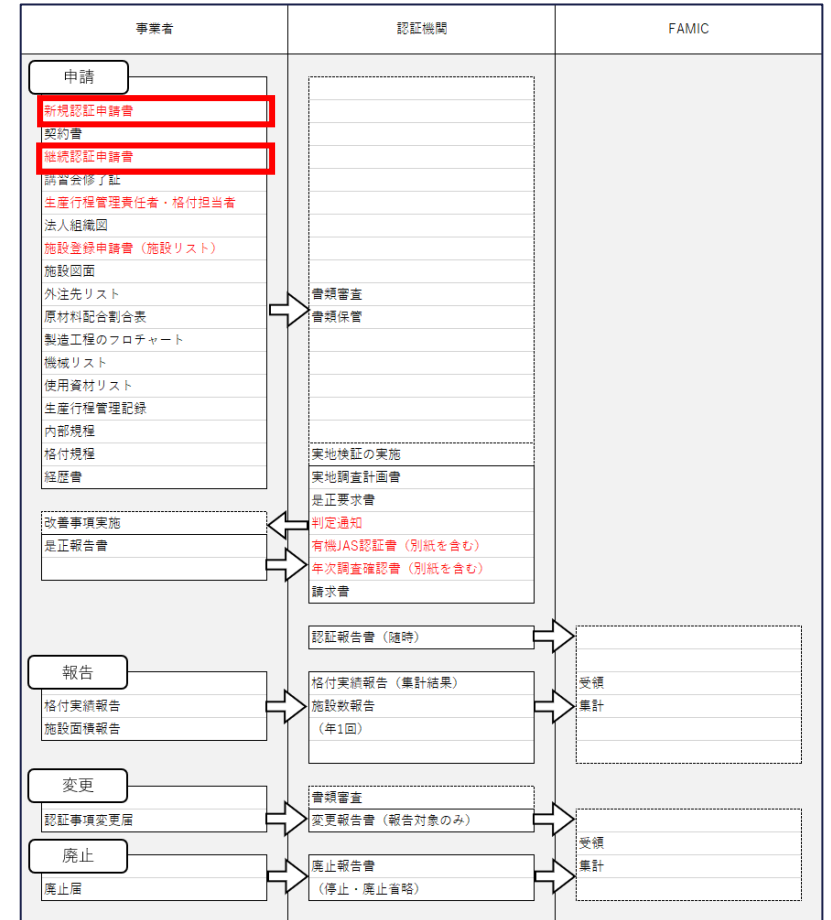 事業者
認証機関
FAMIC
申請
新規認証申請書
契約書
継続認証申請書
講習会修了証
生産行程管理責任者・格付担当者
法人組織図
施設登録申請書（施設リスト）
施設図面
外注先リスト
原材料配合割合表
製造工程のフロチャート
機械リスト
使用資材リスト
生産行程管理記録
内部規程
格付規程
経歴書
書類審査
書類保管
実地検証の実施
実地調査計画書
是正要求書
判定通知
有機JAS認証書（別紙を含む）
年次調査確認書（別紙を含む）
請求書
改善事項実施
是正報告書
認証報告書（随時）
報告
格付実績報告
施設面積報告
格付実績報告（集計結果）
施設数報告
（年1回）
受領
集計
変更
認証事項変更届
書類審査
変更報告書（報告対象のみ）
廃止
廃止届
廃止報告書
（停止・廃止省略）
受領
集計